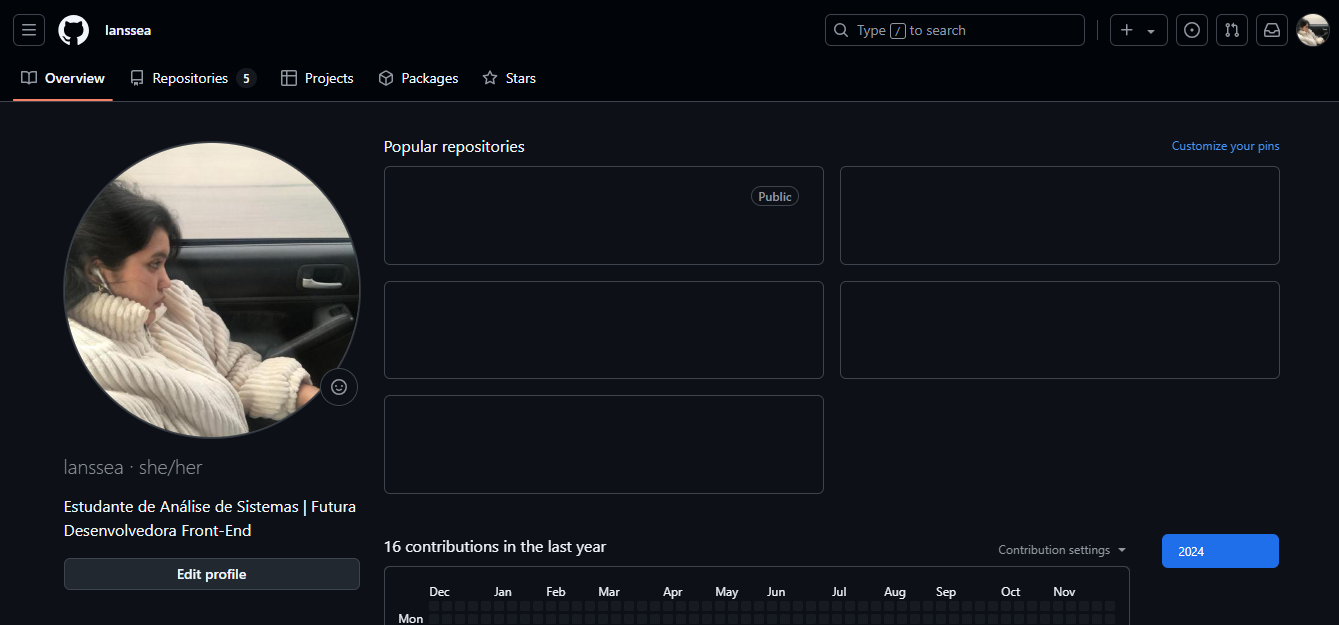 lanssea
Type / to search
Overview
Repositories 5
Projects
Packages
Stars
Popular repositories
Customize your pins
Public
lanssea · she/her
Estudante de Análise de Sistemas | Futura
Desenvolvedora Front-End
Edit profile
16 contributions in the last year
Contribution settings
2024
Dec Jan Feb Mar Apr May Jun Jul Aug Sep Oct Nov
Mon